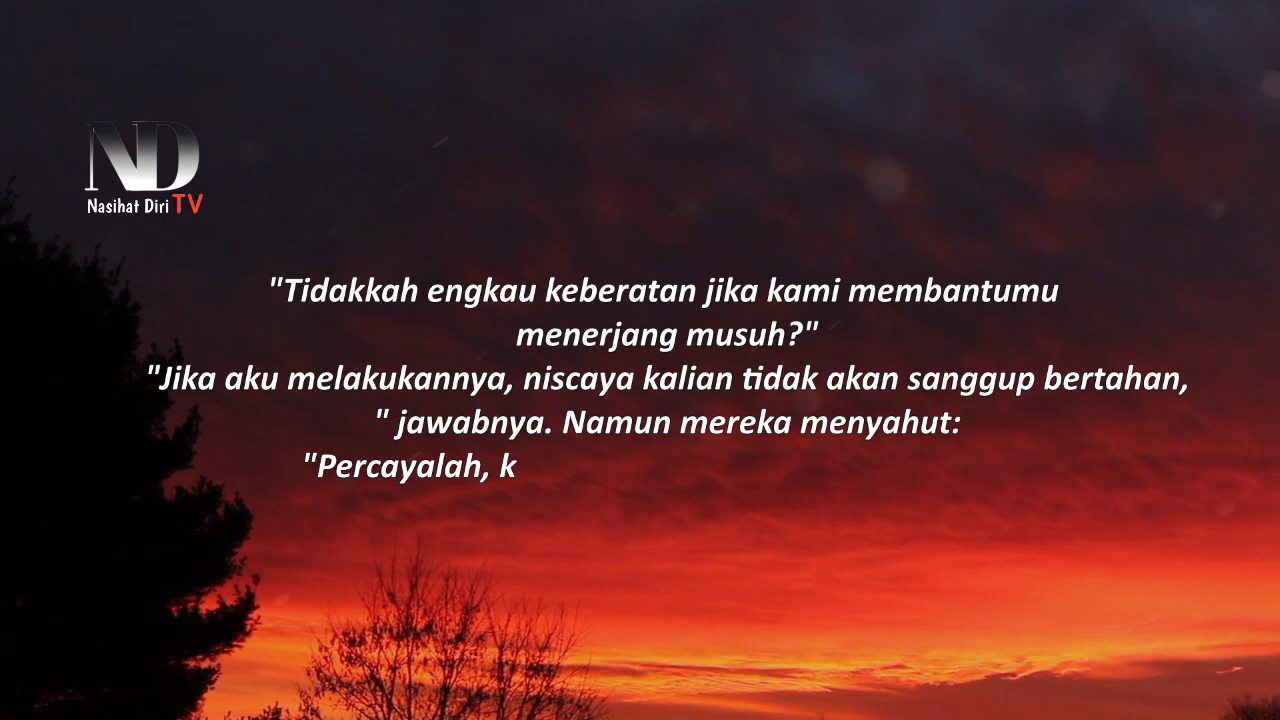 ND
Nasihat Diri TV
"Tidakkah engkau keberatan jika kami membantumu
menerjang musuh?"
"Jika aku melakukannya, niscaya kalian tidak akan sanggup bertahan,
" jawabnya. Namun mereka menyahut:
"Percayalah, k